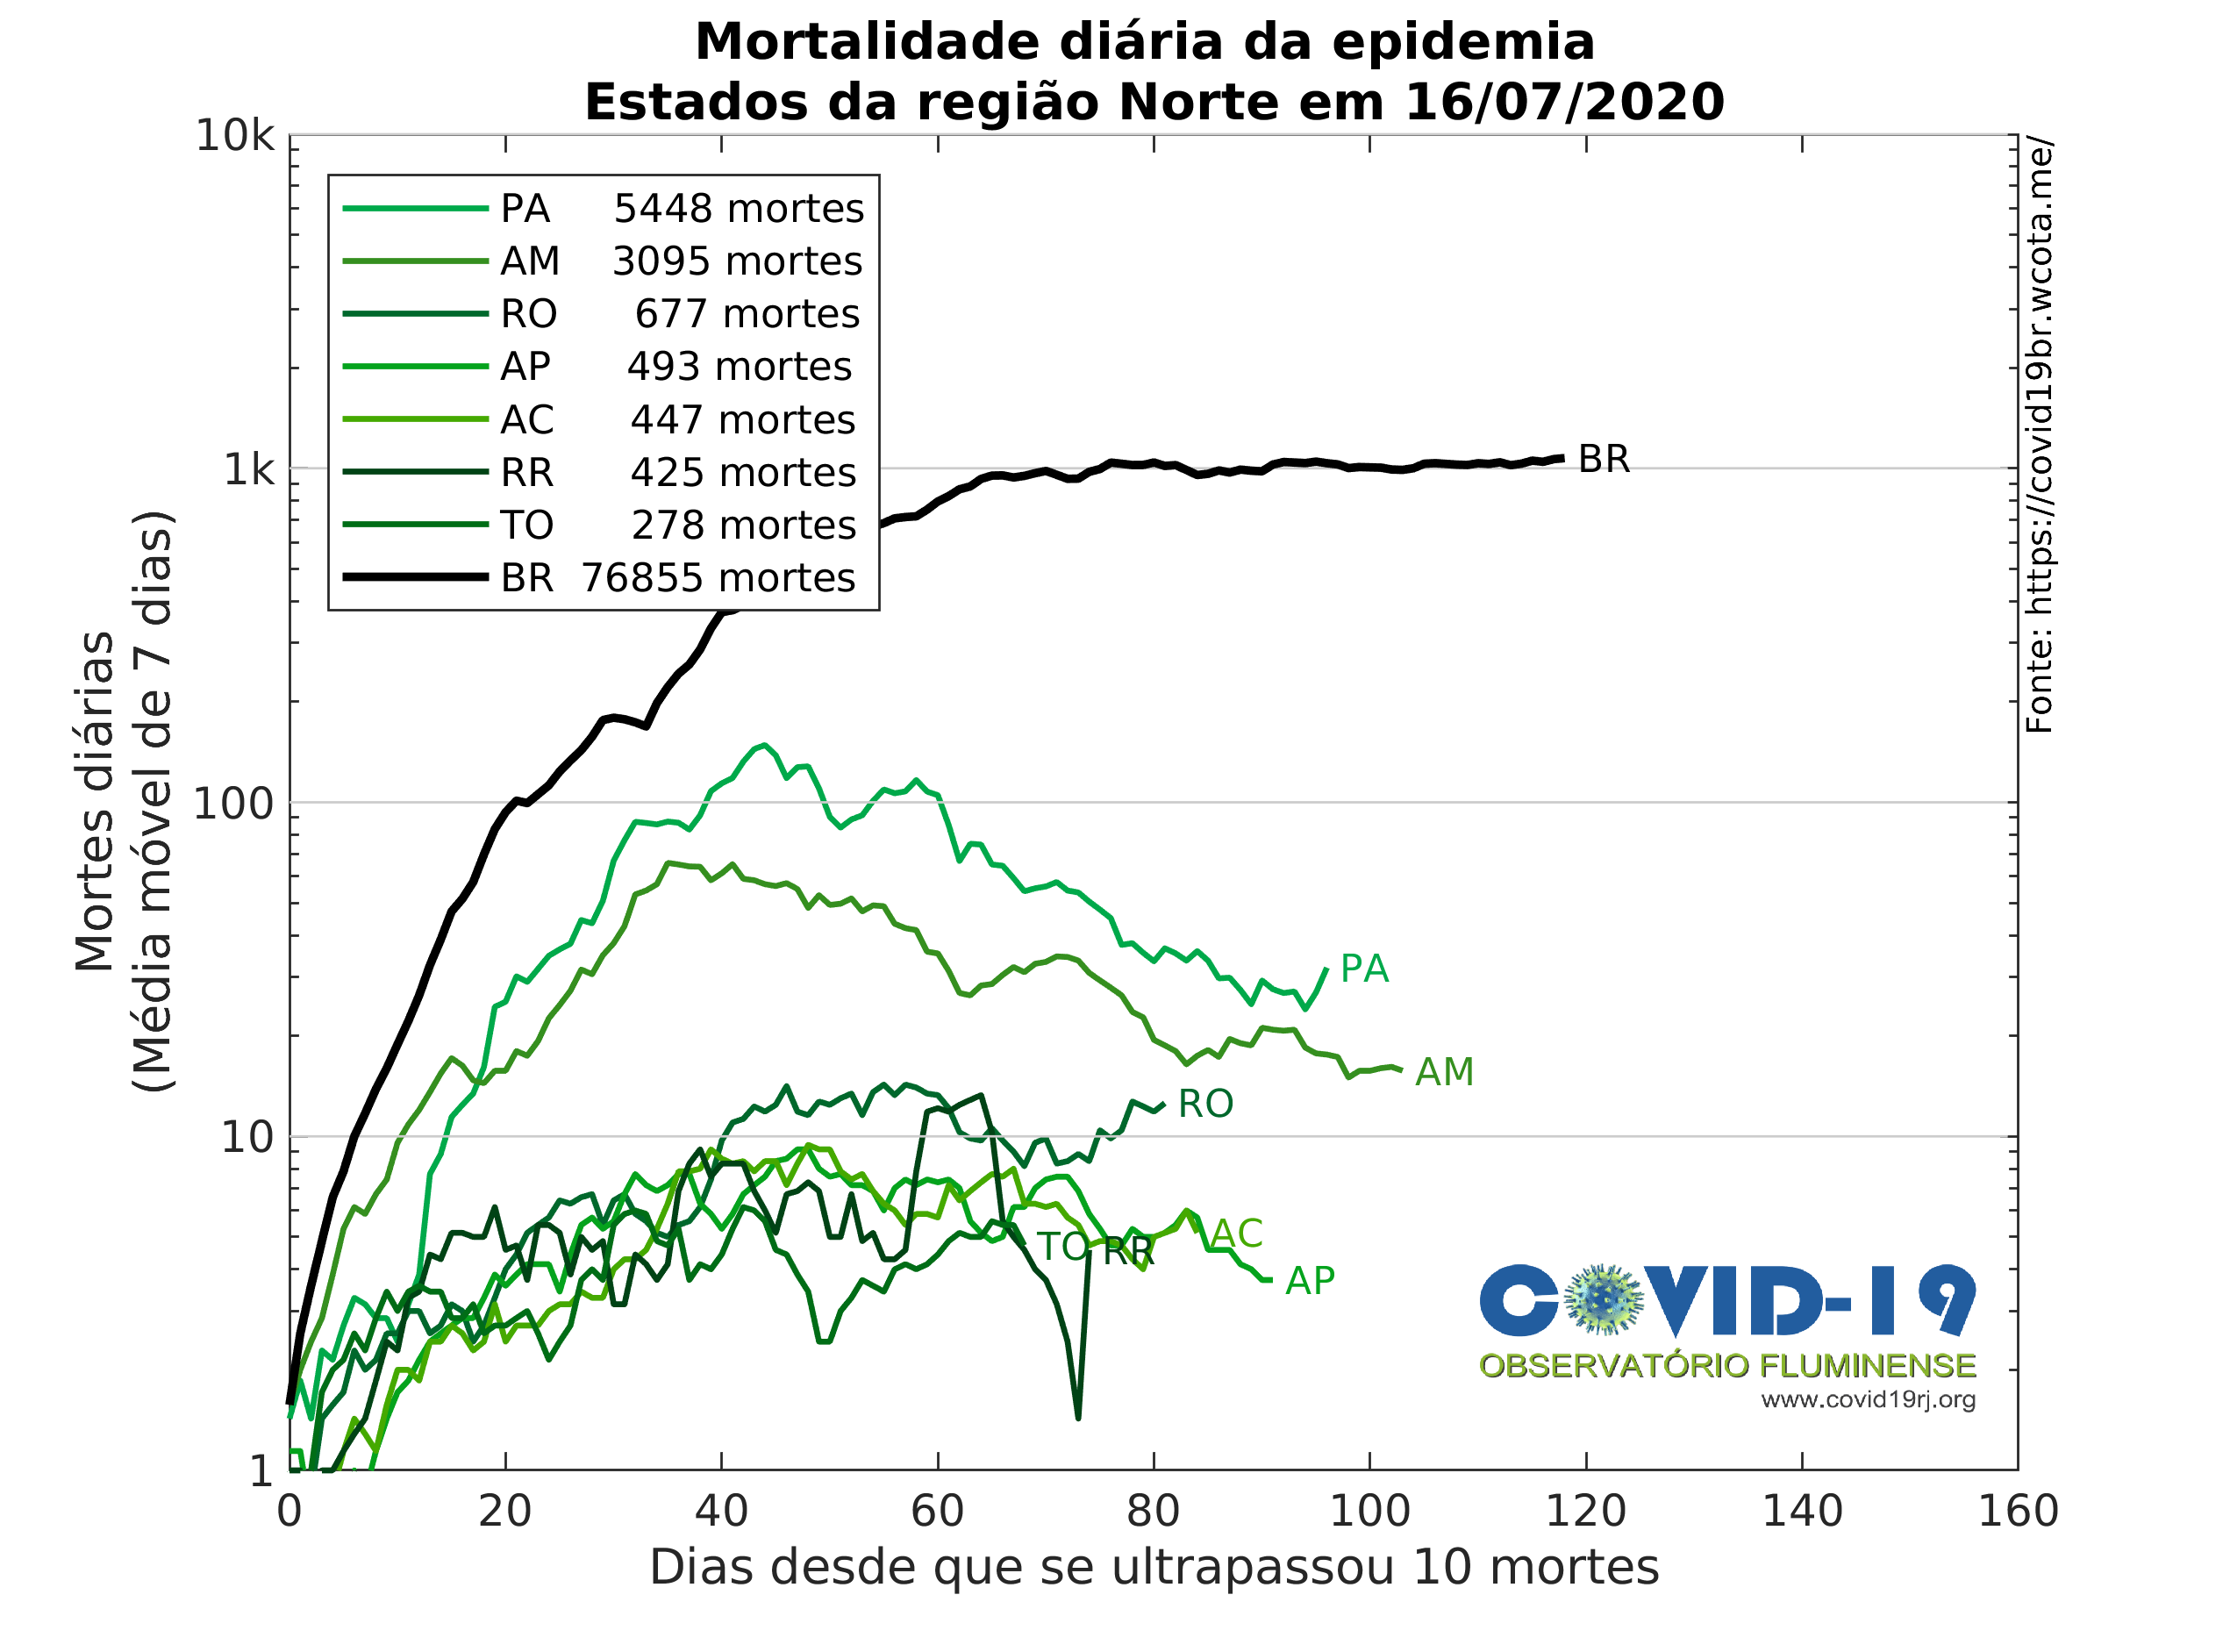 Mortalidade diária da epidemia
Estados da região Norte em 16/07/2020
10k
1k
100
10
1
Mortes diárias
(Média móvel de 7 dias)
PA 5448 mortes
AM 3095 mortes
RO 677 mortes
AP 493 mortes
AC 447 mortes
RR 425 mortes
TO 278 mortes
BR 76855 mortes
BR
PA
AM
RO
AC
TO RR
AP
Fonte: https://covid19br.wcota.me/
COVID-19
OBSERVATÓRIO FLUMINENSE
www.covid19rj.org
0 20 40 60 80 100 120 140 160
Dias desde que se ultrapassou 10 mortes